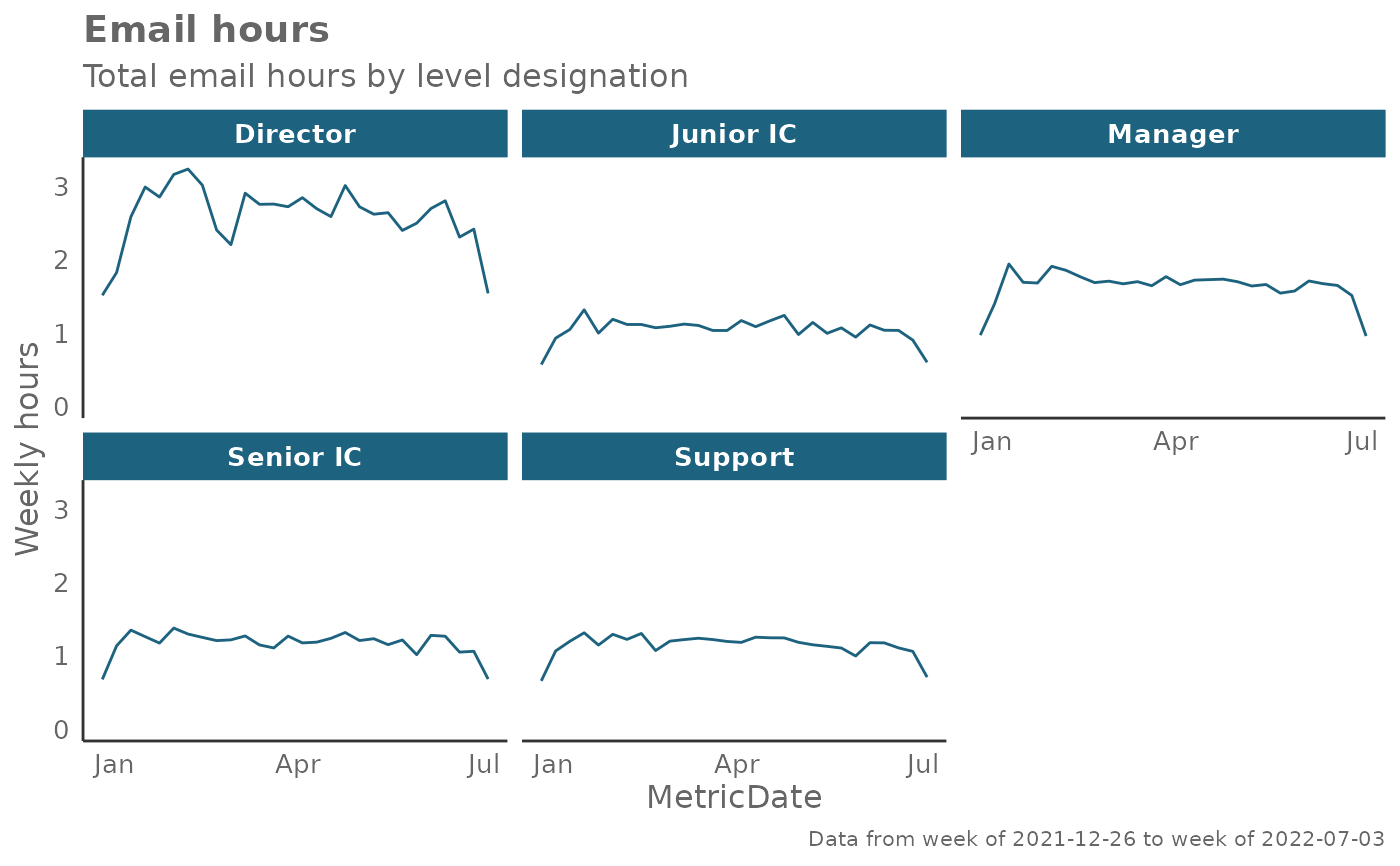 Email hours
Total email hours by level designation
Director
Junior IC
Manager
3
2
1
0
Jan Apr Jul
Weekly hours
Senior IC
Support
3
2
1
0
Jan Apr Jul
Jan Apr Jul
MetricDate
Data from week of 2021-12-26 to week of 2022-07-03